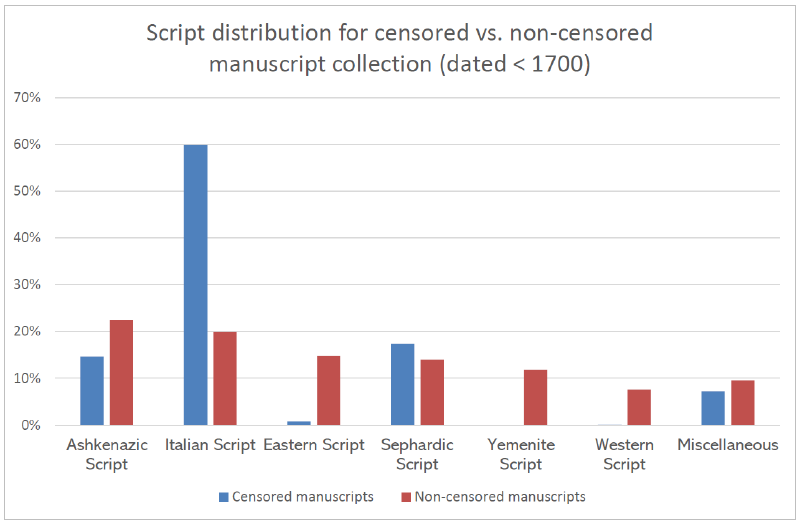 Script distribution for censored vs. non-censored
manuscript collection (dated < 1700)
70%
60%
50%
40%
30%
20%
10%
0%
Ashkenazic Script
Italian Script
Eastern Script
Sephardic Script
Yemenite Script
Western Script
Miscellaneous
Censored manuscripts
Non-censored manuscripts